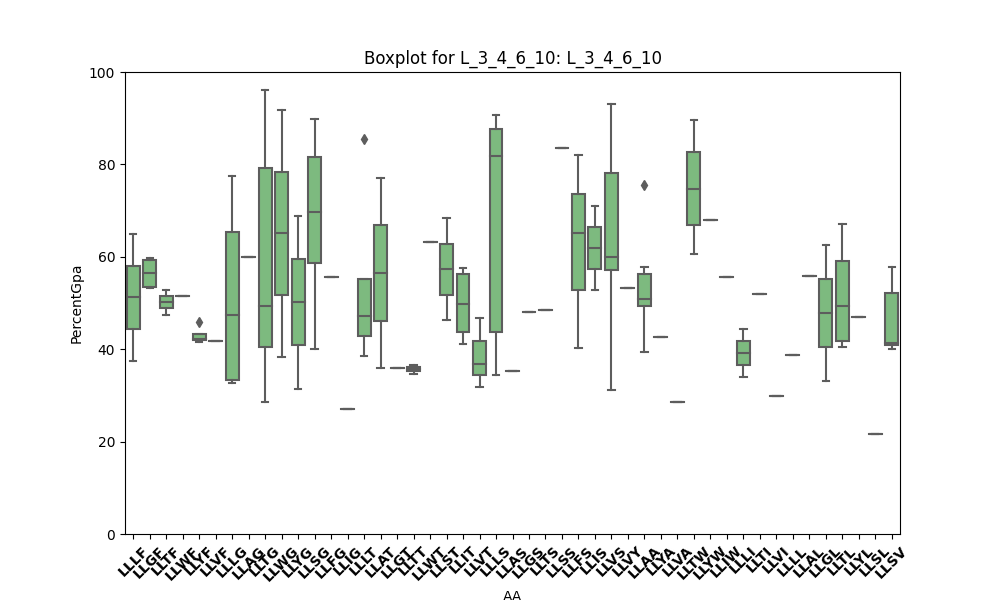 Boxplot for L_3_4_6_10: L_3_4_6_10
100
80
60
40
20
0
PercentGpa
LLLF LLGF LLTF LLWF LLYF LLVF LLLG LLAG LLTG LLWG LLYG LLSG LLFG LLIG LLLT LLAT LLGT LLTT LLWT LLST LLIT LLVT LLLS LLAS LLGS LLTS LLSS LLFS LLIS LLVS LLVY LLAA LLYA LLVA LLTW LLYW LLIW LLLI LLTI LLVI LLLL LLAL LLGL LLTL LLYL LLSL LLSV
AA